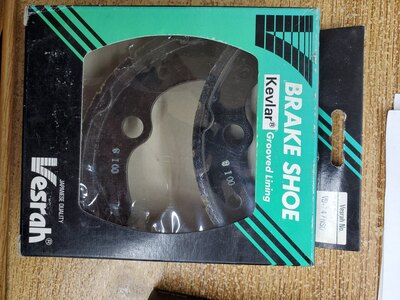 BRAKE SHOE
Kevlar®
Grooved Lining
Vesrah®
JAPANESE QUALITY
Vesrah No.